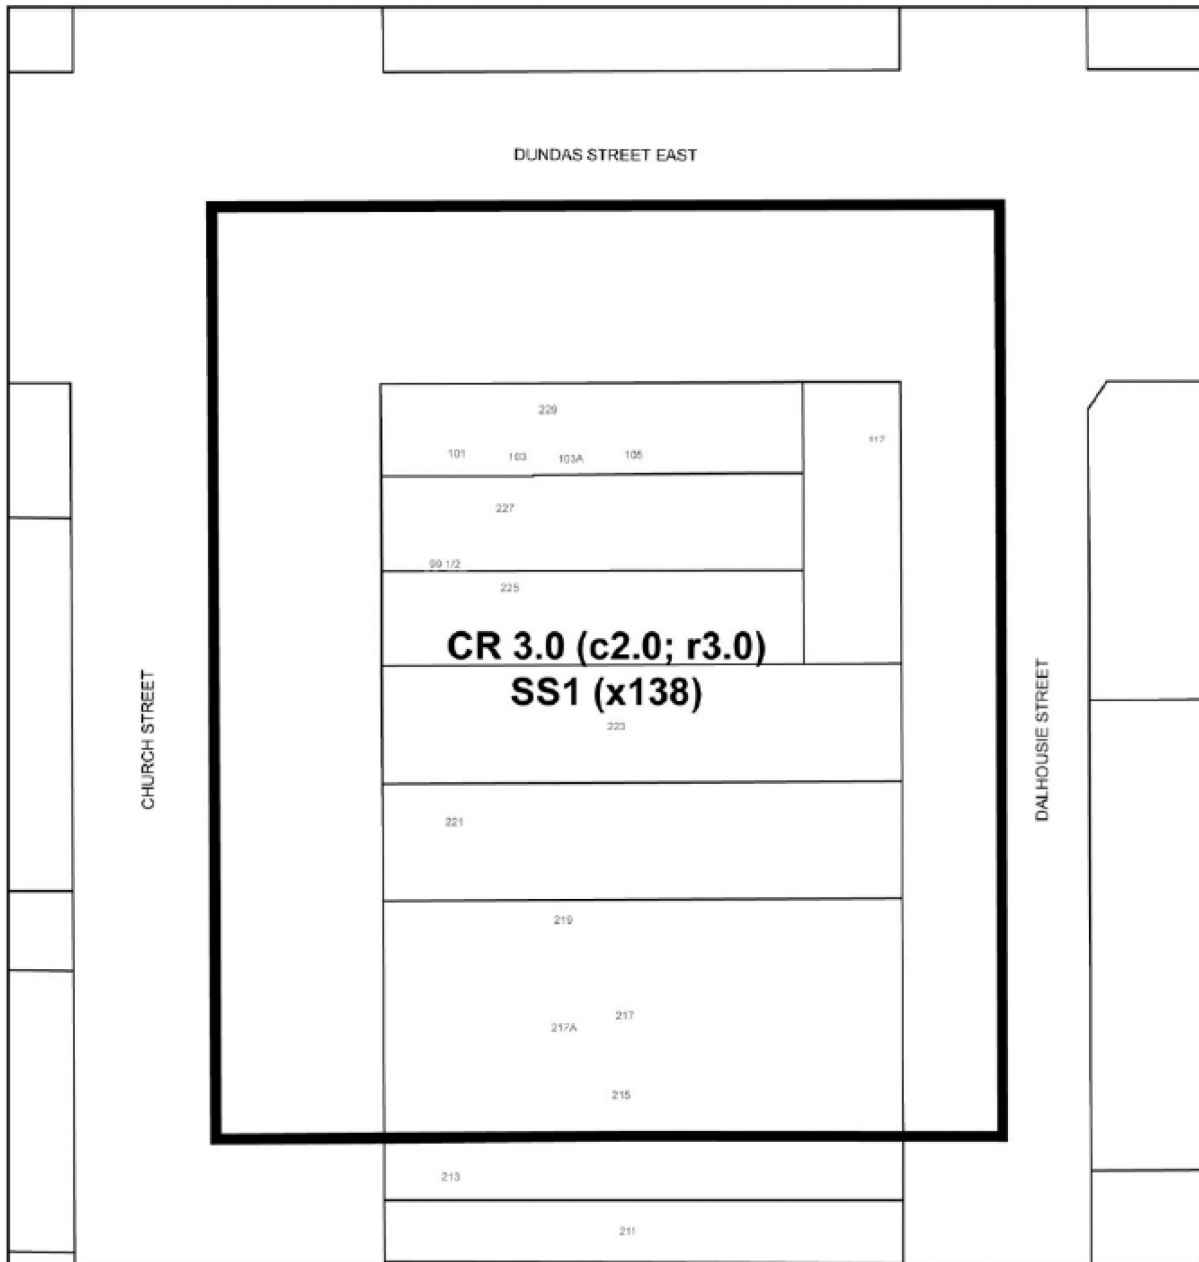 DUNDAS STREET EAST
229
117
101 103 103A 105
227
99 1/2
225
CR 3.0 (c2.0; r3.0)
SS1 (x138)
223
CHURCH STREET
DALHOUSIE STREET
221
219
217
217A
215
213
211